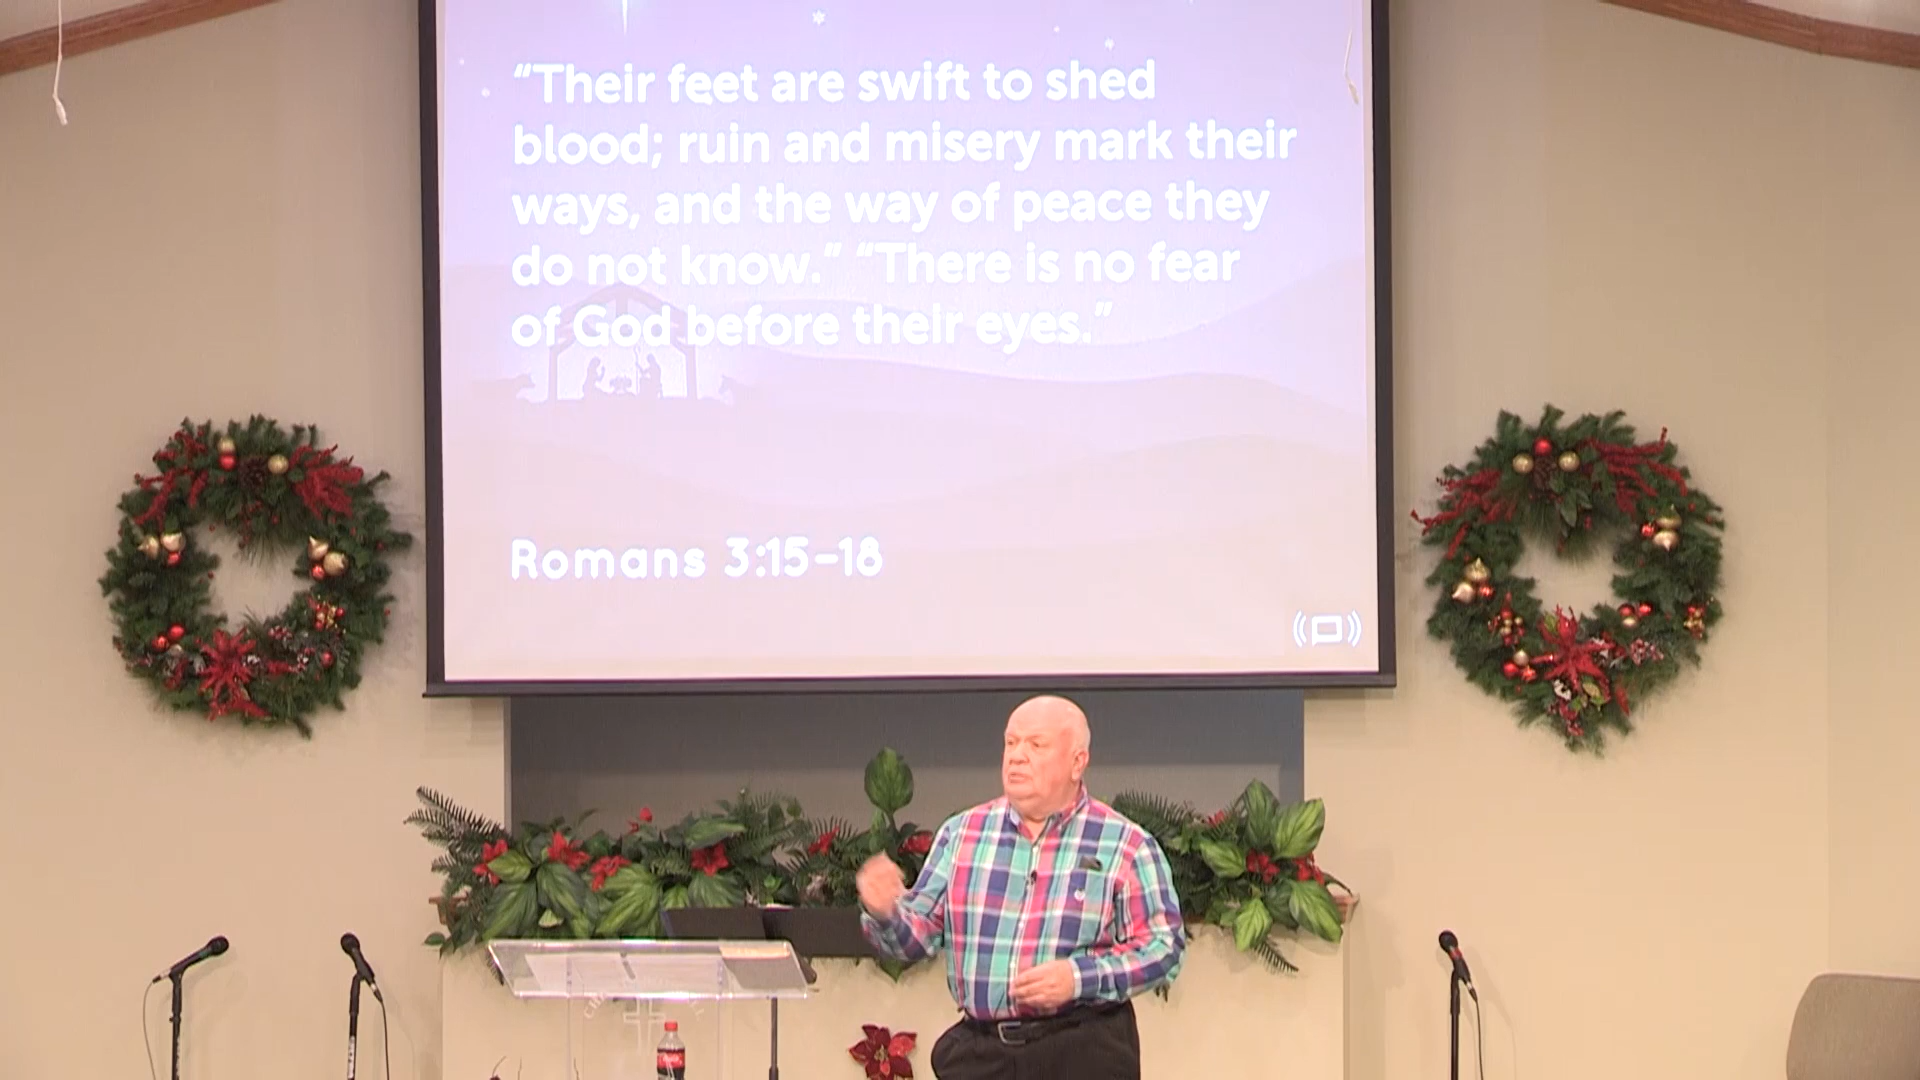 “Their feet are swift to shed
blood; ruin and misery mark their
ways, and the way of peace they
do not know.” “There is no fear
of God before their eyes.”
Romans 3:15–18